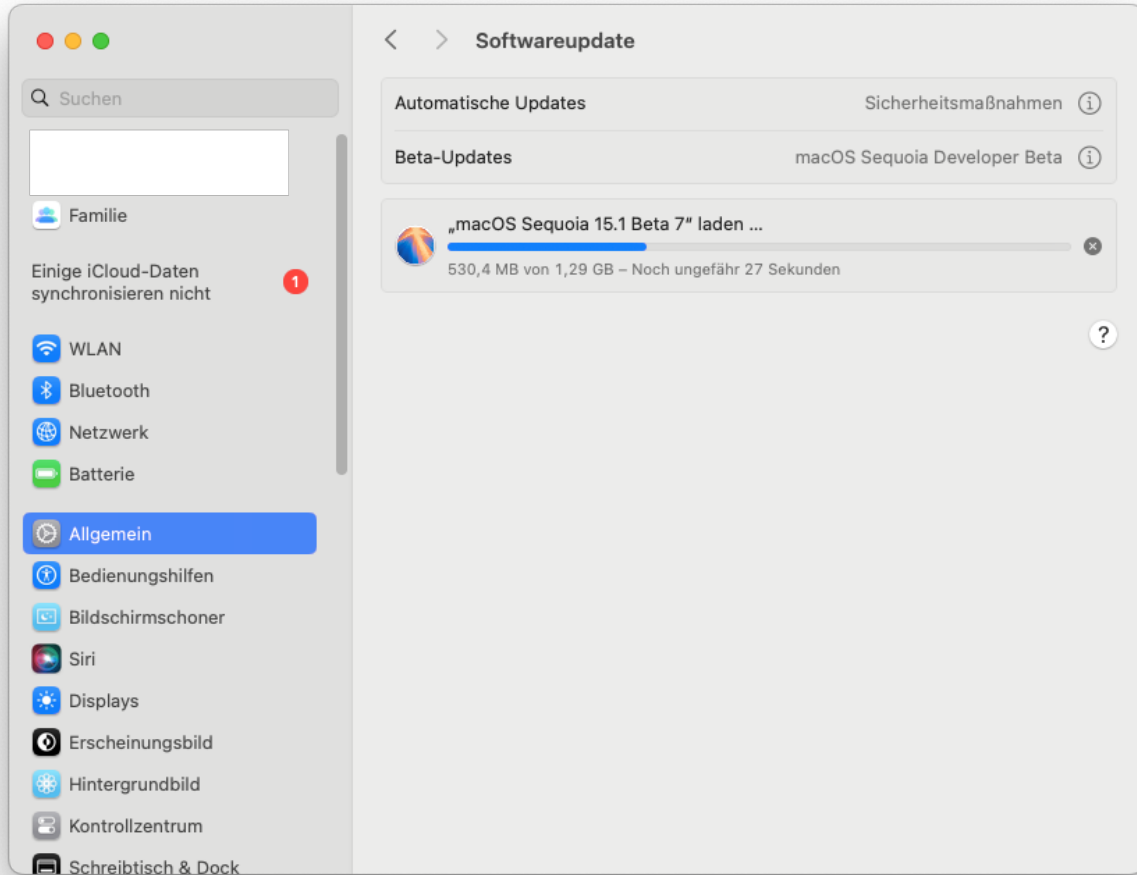 Suchen
Familie
Einige iCloud-Daten
synchronisieren nicht
1
WLAN
Bluetooth
Netzwerk
Batterie
Allgemein
Bedienungshilfen
Bildschirmschoner
Siri
Displays
Erscheinungsbild
Hintergrundbild
Kontrollzentrum
Schreibtisch & Dock
Softwareupdate
Automatische Updates Sicherheitsmaßnahmen
Beta-Updates macOS Sequoia Developer Beta
„macOS Sequoia 15.1 Beta 7“ laden ...
530,4 MB von 1,29 GB – Noch ungefähr 27 Sekunden
?